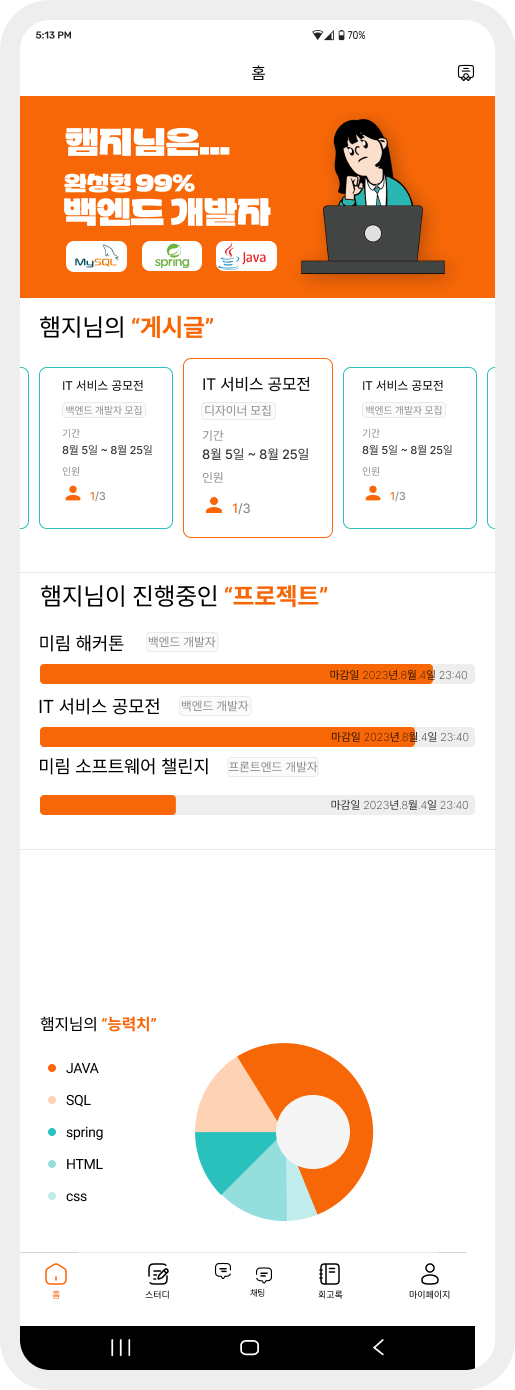 5:13 PM
70%
홈
햄지님은...
완성형 99%
백엔드 개발자
MySQL
spring
Java
햄지님의 “게시글”
IT 서비스 공모전
백엔드 개발자 모집
기간
8월 5일 ~ 8월 25일
인원
1/3
IT 서비스 공모전
디자이너 모집
기간
8월 5일 ~ 8월 25일
인원
1/3
IT 서비스 공모전
백엔드 개발자 모집
기간
8월 5일 ~ 8월 25일
인원
1/3
햄지님이 진행중인 “프로젝트”
미림 해커톤 백엔드 개발자
마감일 2023년.8월 4일 23:40
IT 서비스 공모전 백엔드 개발자
마감일 2023년.8월 4일 23:40
미림 소프트웨어 챌린지 프론트엔드 개발자
마감일 2023년.8월 4일 23:40
햄지님의 “능력치”
JAVA
SQL
spring
HTML
css
홈
스터디
채팅
회고록
마이페이지